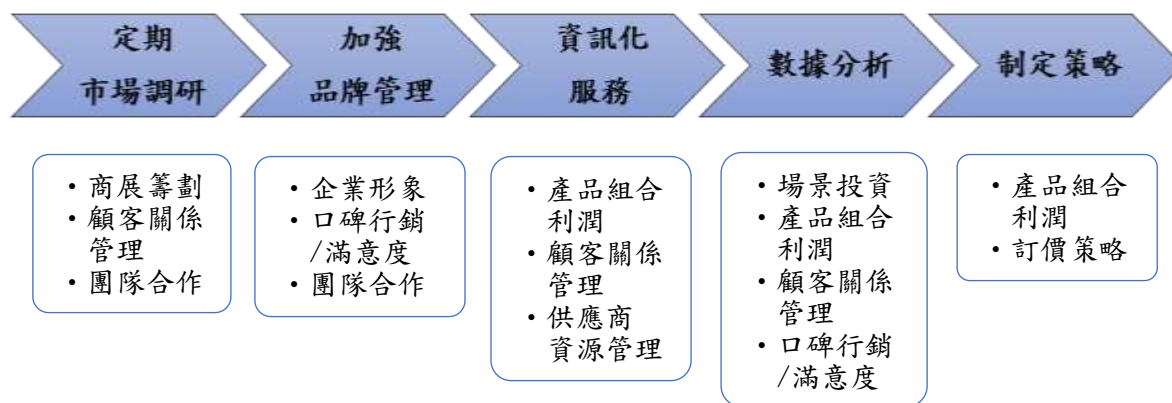 定期
市場調研
加強
品牌管理
資訊化
服務
數據分析
制定策略
・商展籌劃
・顧客關係
管理
・團隊合作
・企業形象
・口碑行銷
/滿意度
・團隊合作
・產品組合
利潤
・顧客關係
管理
・供應商
資源管理
・場景投資
・產品組合
利潤
・顧客關係
管理
・口碑行銷
/滿意度
・產品組合
利潤
・訂價策略